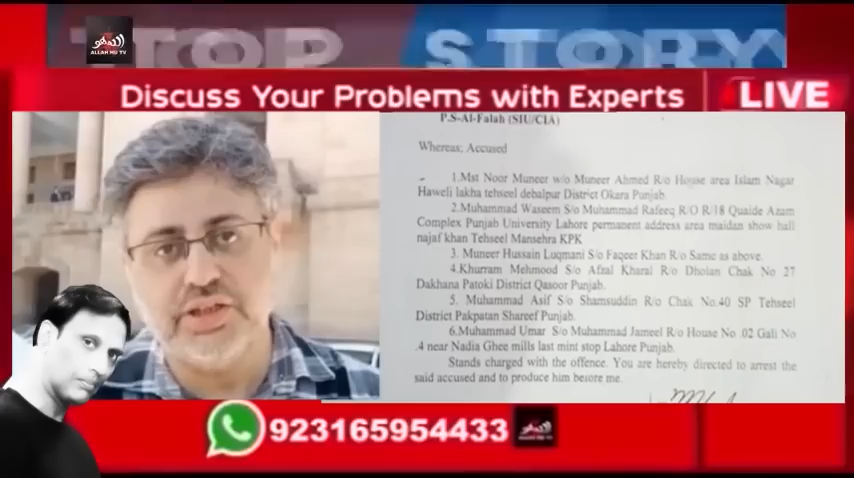 TOP STORY
ALLAH HU TV
Discuss Your Problems with Experts
LIVE
P.S-Al-Falah (SIU/CIA)
Whereas; Accused
1.Mst Noor Muneer w/o Muneer Ahmed R/o House area Islam Nagar
Haweli lakha tehseel debalpur District Okara Punjab.
2.Muhammad Waseem S/o Muhammad Rafeeq R/O R/18 Quaide Azam
Complex Punjab University Lahore permanent address area maidan show hall
najaf khan Tehseel Mansehra KPK
3. Muneer Hussain Luqmani S/o Faqeer Khan R/o Same as above.
4.Khurram Mehmood S/o Afzal Kharal R/o Dholan Chak No 27
Dakhana Patoki District Qasoor Punjab.
5. Muhammad Asif S/o Shamsuddin R/o Chak No.40 SP Tehseel
District Pakpatan Shareef Punjab.
6.Muhammad Umar S/o Muhammad Jameel R/o House No .02 Gali No
.4 near Nadia Ghee mills last mint stop Lahore Punjab.
Stands charged with the offence. You are hereby directed to arrest the
said accused and to produce him before me.
923165954433
ALLAH HU TV